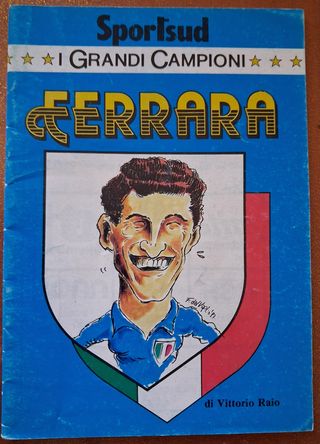 Sportsud
I GRANDI CAMPIONI
FERRARA
di Vittorio Raio